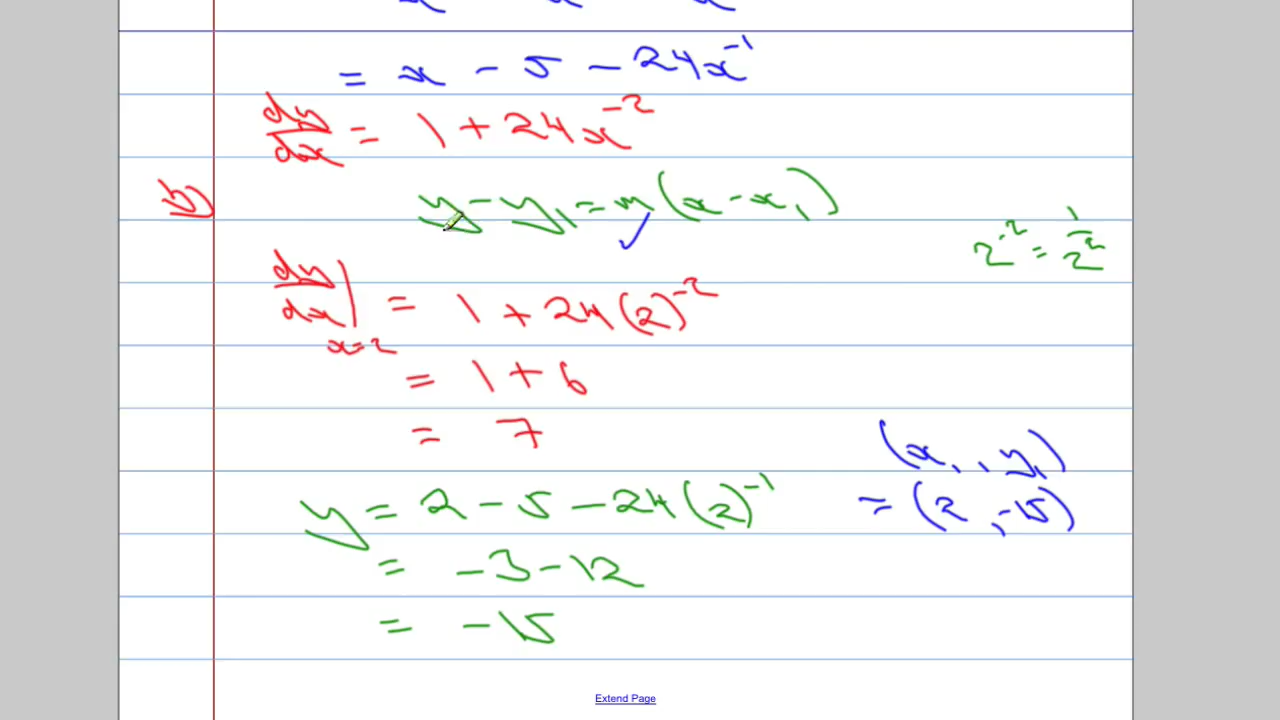 = x - 5 - 24x⁻¹
dy/dx = 1 + 24x⁻²
b) y - y₁ = m(x - x₁)
2⁻² = 1/2²
dy/dx|x=2 = 1 + 24(2)⁻²
= 1 + 6
= 7
(x₁, y₁)
y = 2 - 5 - 24(2)⁻¹
= (2, -15)
= -3 - 12
= -15
Extend Page